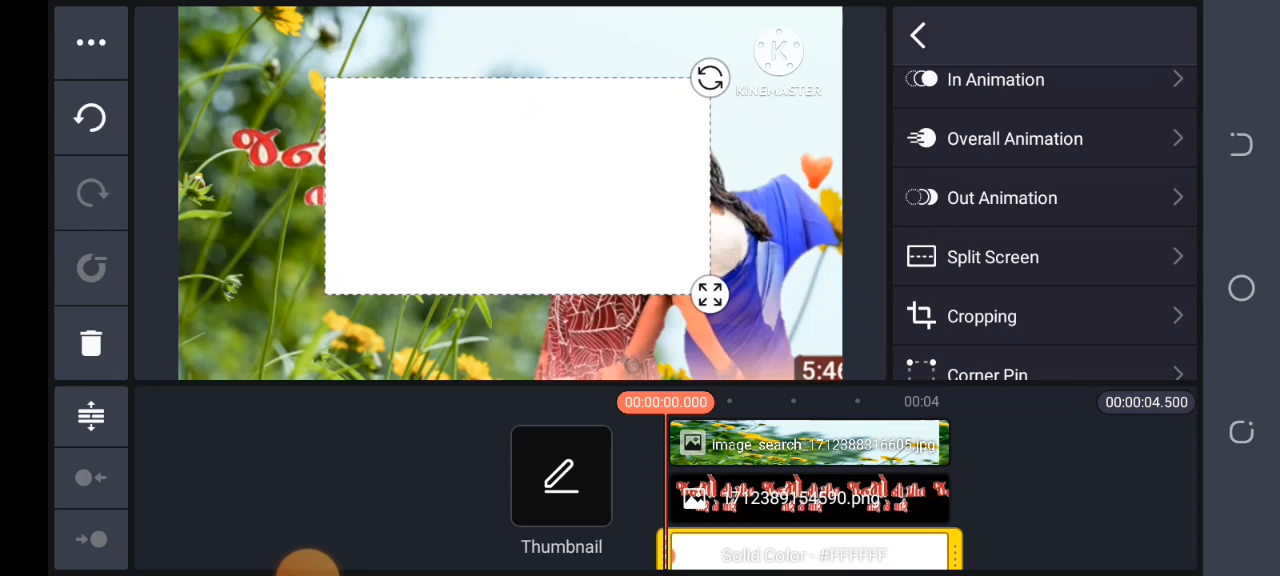 KINEMASTER
In Animation
Overall Animation
Out Animation
Split Screen
Cropping
Corner Pin
5:46
00:00:00.000
00:04
00:00:04.500
image_search_1712388316605.jpg
1712389154590.png
Thumbnail
Solid Color - #FFFFFF